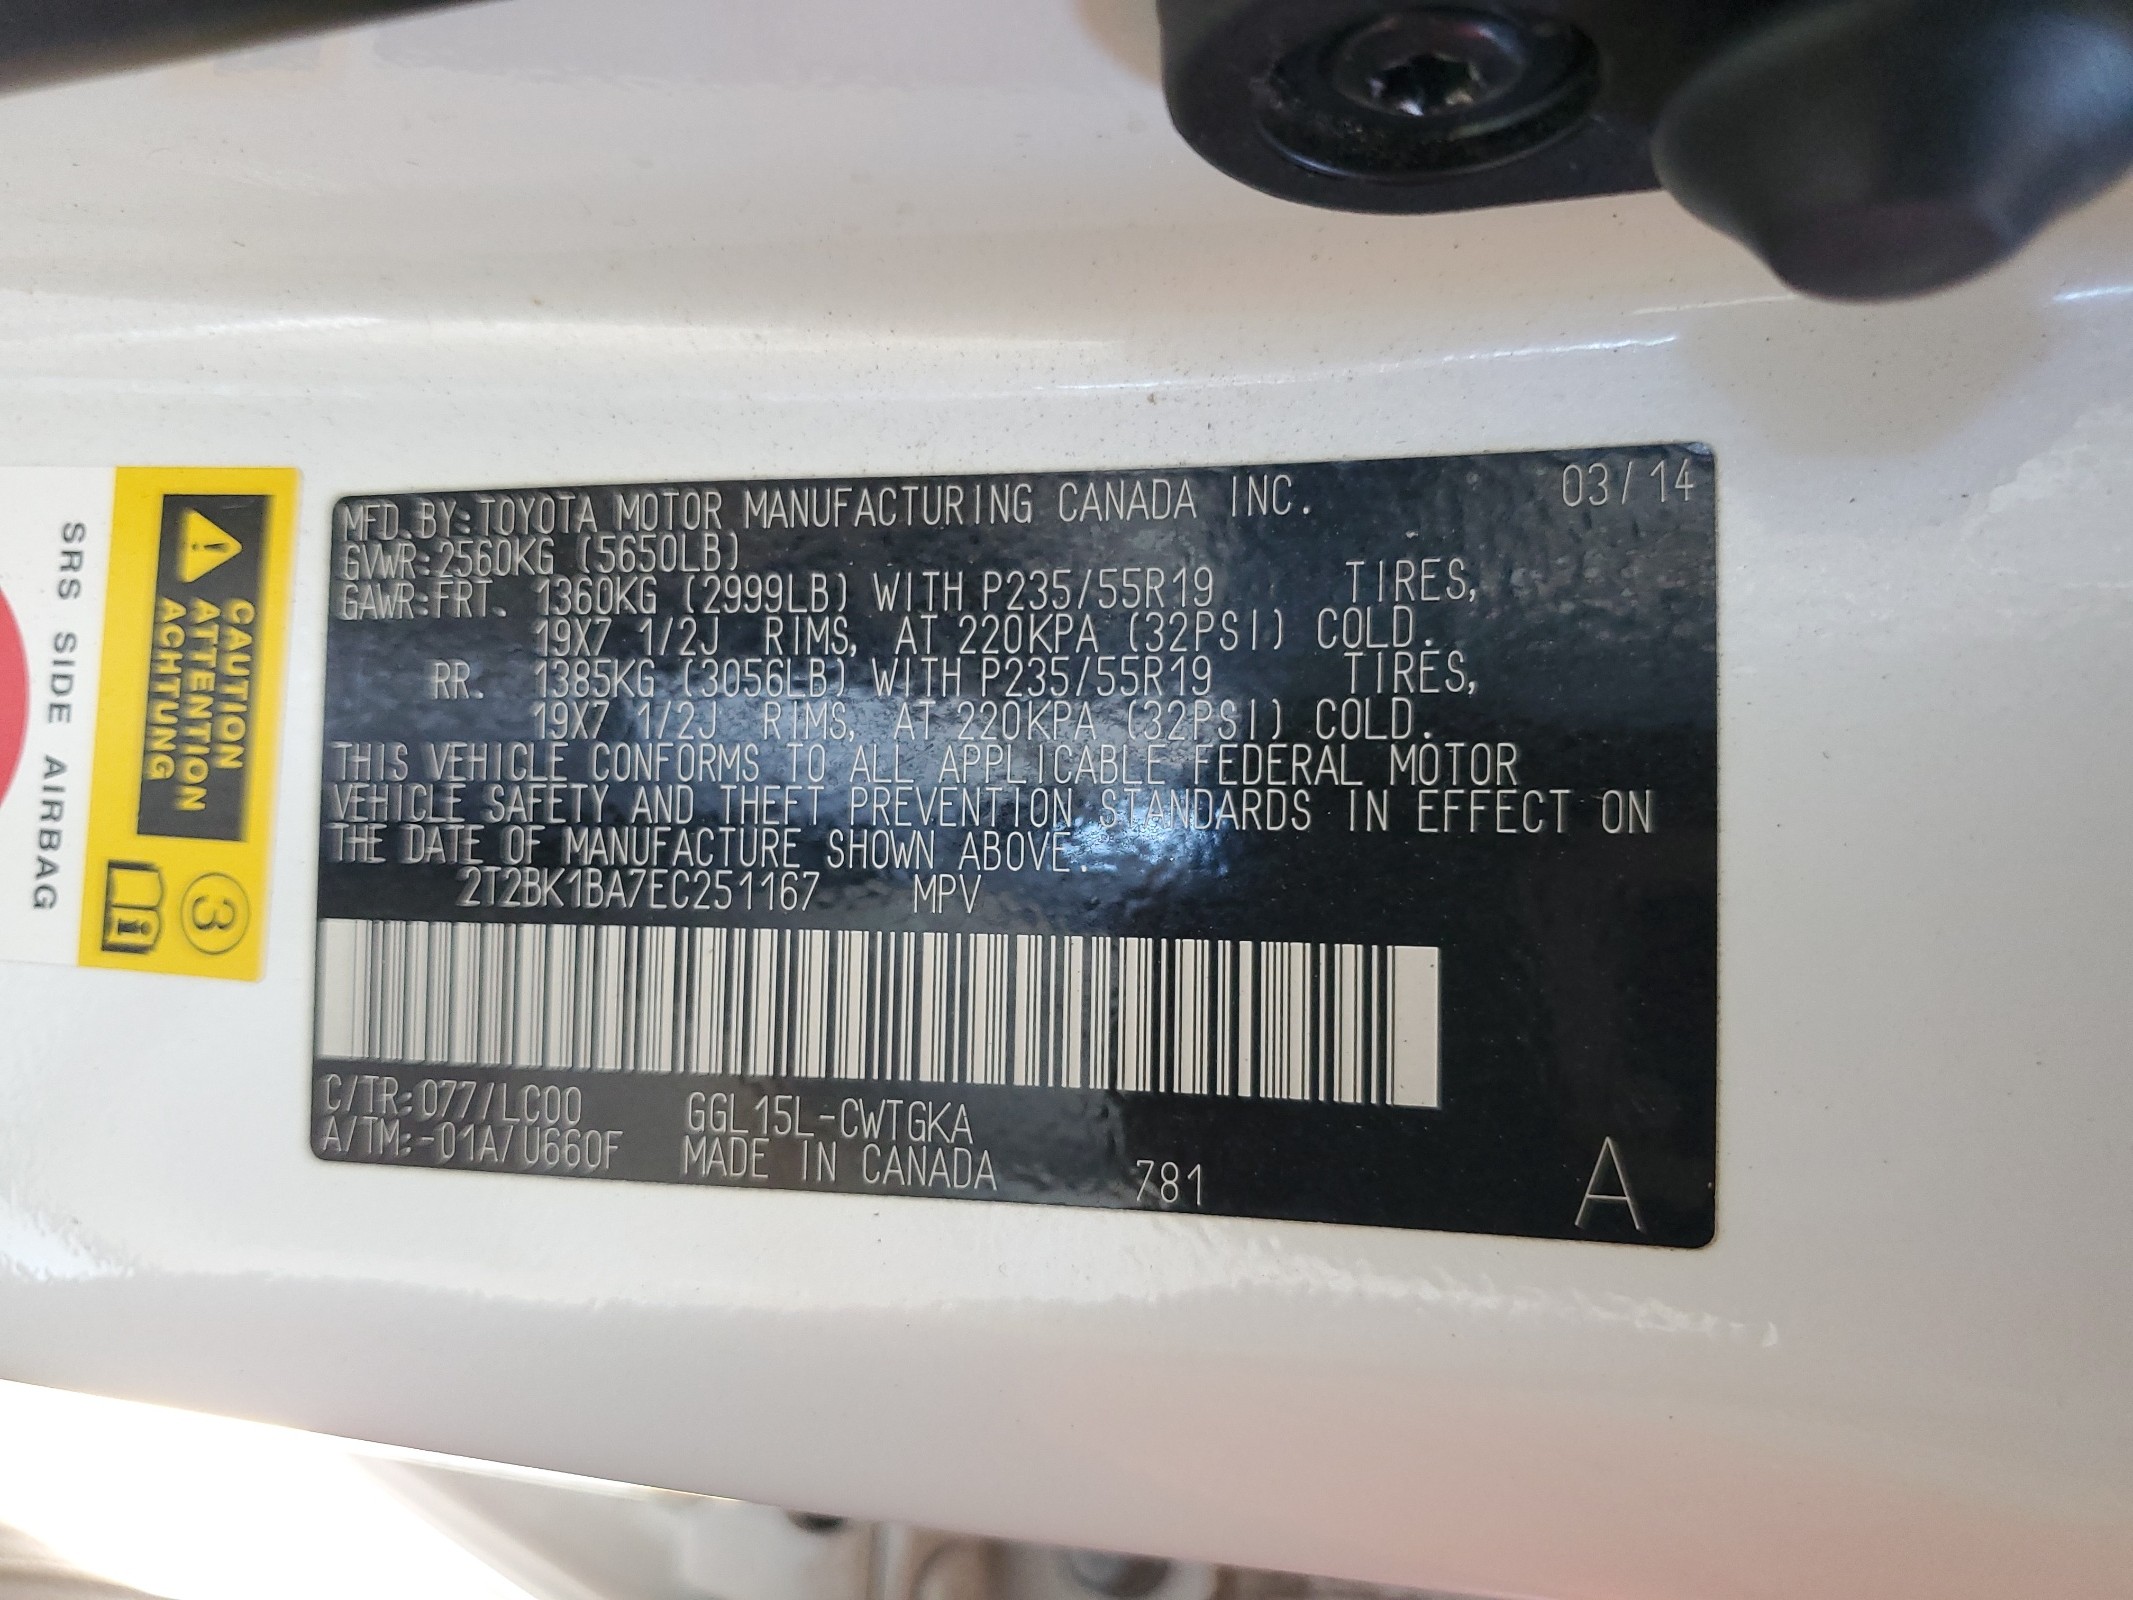 MFD. BY: TOYOTA MOTOR MANUFACTURING CANADA INC. 03/14
GVWR: 2560KG (5650LB)
GAWR: FRT. 1360KG (2999LB) WITH P235/55R19 TIRES,
19X7 1/2J RIMS, AT 220KPA (32PSI) COLD.
RR. 1385KG (3056LB) WITH P235/55R19 TIRES,
19X7 1/2J RIMS, AT 220KPA (32PSI) COLD.
THIS VEHICLE CONFORMS TO ALL APPLICABLE FEDERAL MOTOR
VEHICLE SAFETY AND THEFT PREVENTION STANDARDS IN EFFECT ON
THE DATE OF MANUFACTURE SHOWN ABOVE.
2T2BK1BA7EC251167 MPV
C/TR: 077/LC00 GGL15L-CWTGKA
A/TM: -01A/U660F MADE IN CANADA 781 A
CAUTION
ATTENTION
ACHTUNG
3
SRS SIDE AIRBAG